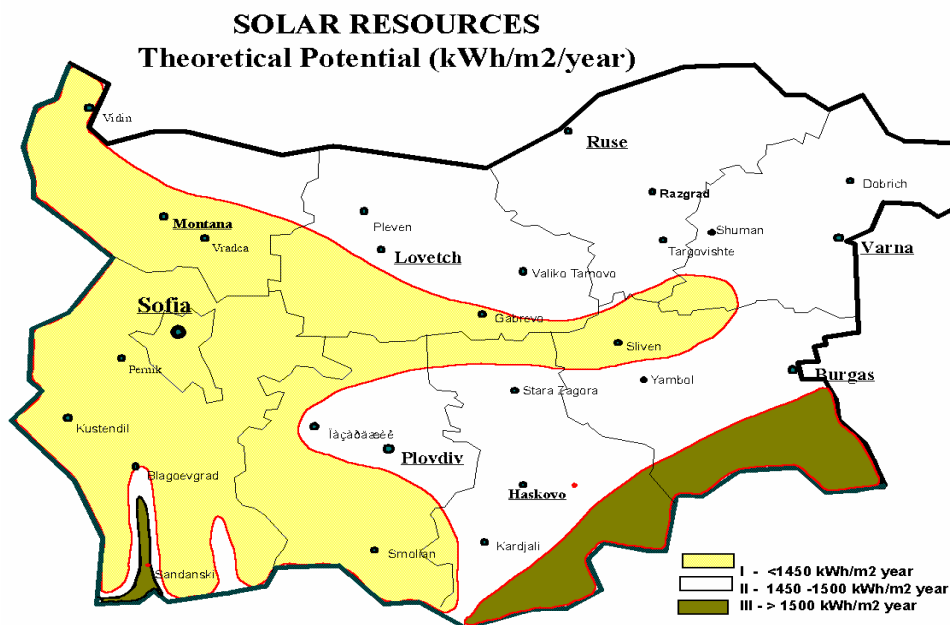 SOLAR RESOURCES
Theoretical Potential (kWh/m2/year)
Vidin
Ruse
Razgrad
Dobrich
Montana
Pleven
Shuman
Vradca
Lovetch
Targovishte
Varna
Valiko Tarnovo
Sofia
Gabrevo
Sliven
Pernik
Yambol
Burgas
Stara Zagora
Kustendil
Ïàçàðäæèê
Plovdiv
Blagoevgrad
Haskovo
Kardjali
Smolian
Sandanski
I - <1450 kWh/m2 year
II - 1450 -1500 kWh/m2 year
III - > 1500 kWh/m2 year